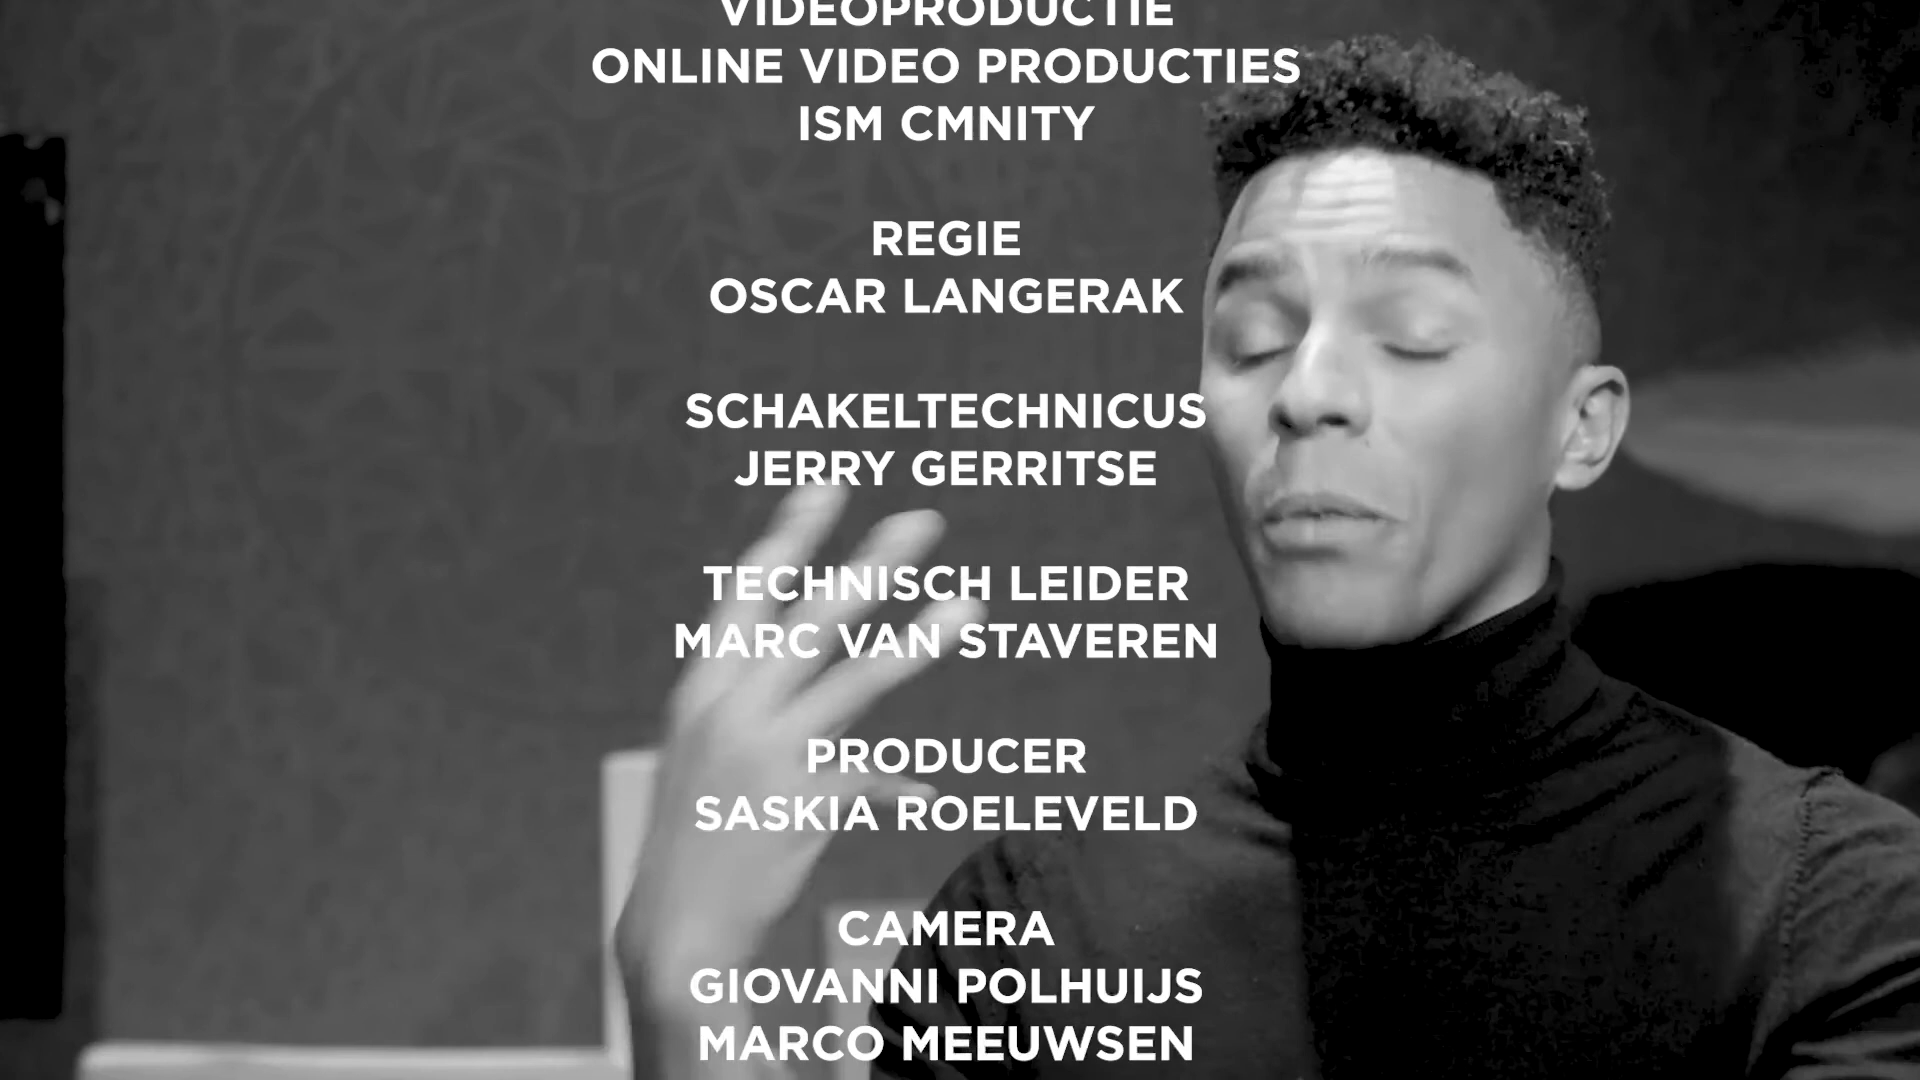 VIDEOPRODUCTIE
ONLINE VIDEO PRODUCTIES
ISM CMNITY
REGIE
OSCAR LANGERAK
SCHAKELTECHNICUS
JERRY GERRITSE
TECHNISCH LEIDER
MARC VAN STAVEREN
PRODUCER
SASKIA ROELEVELD
CAMERA
GIOVANNI POLHUIJS
MARCO MEEUWSEN